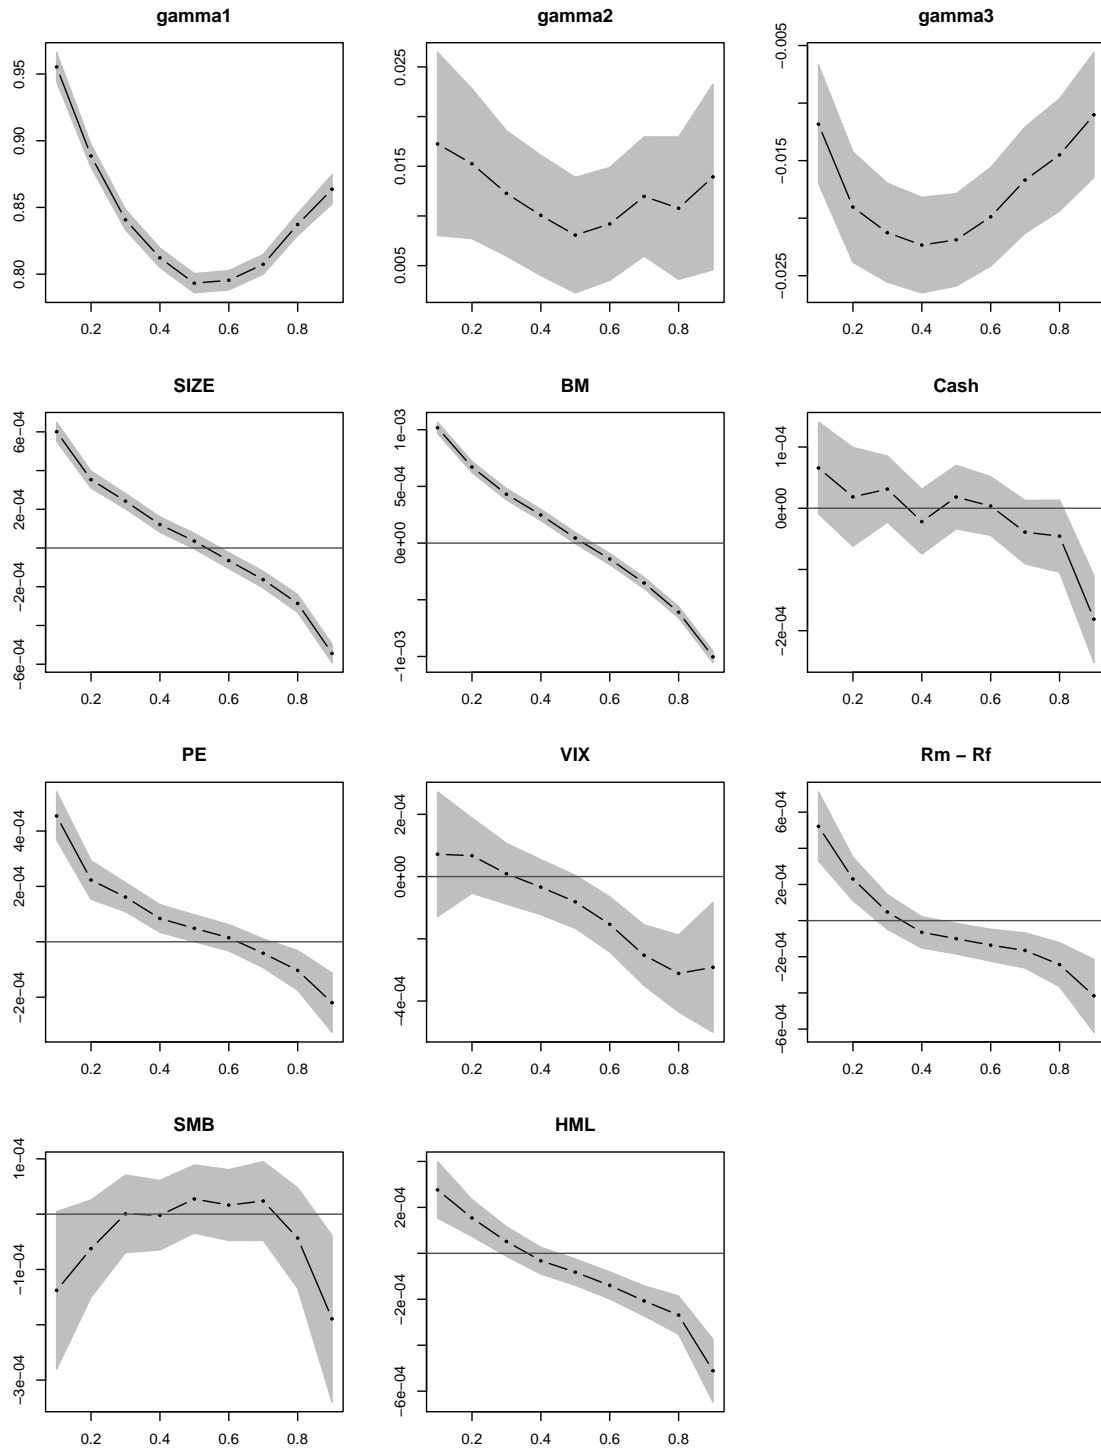 gamma1
0.95
0.90
0.85
0.80
0.2 0.4 0.6 0.8
gamma2
0.025
0.015
0.005
0.2 0.4 0.6 0.8
gamma3
−0.005
−0.015
−0.025
0.2 0.4 0.6 0.8
SIZE
6e−04
2e−04
−2e−04
−6e−04
0.2 0.4 0.6 0.8
BM
1e−03
5e−04
0e+00
−1e−03
0.2 0.4 0.6 0.8
Cash
1e−04
0e+00
−2e−04
0.2 0.4 0.6 0.8
PE
4e−04
2e−04
−2e−04
0.2 0.4 0.6 0.8
VIX
2e−04
0e+00
−4e−04
0.2 0.4 0.6 0.8
Rm − Rf
6e−04
2e−04
−2e−04
−6e−04
0.2 0.4 0.6 0.8
SMB
1e−04
−1e−04
−3e−04
0.2 0.4 0.6 0.8
HML
2e−04
−2e−04
−6e−04
0.2 0.4 0.6 0.8